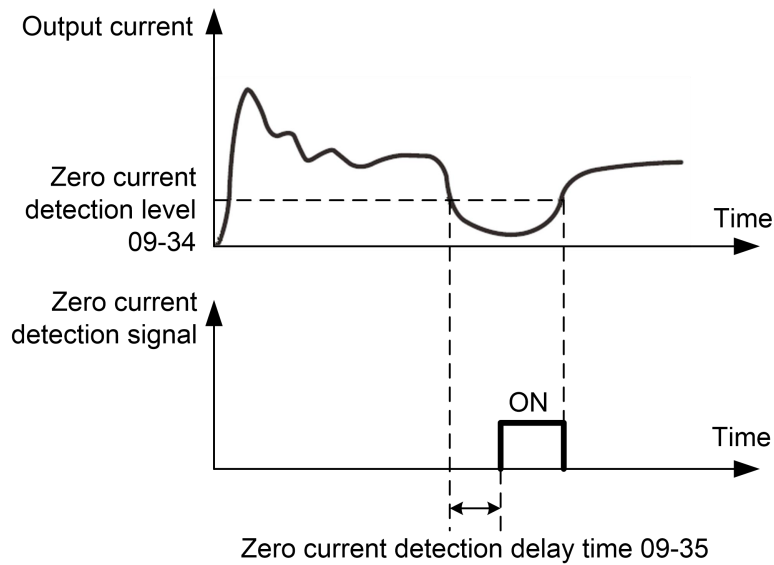 Output current
Zero current
detection level
09-34
Time
Zero current
detection signal
ON
Time
Zero current detection delay time 09-35